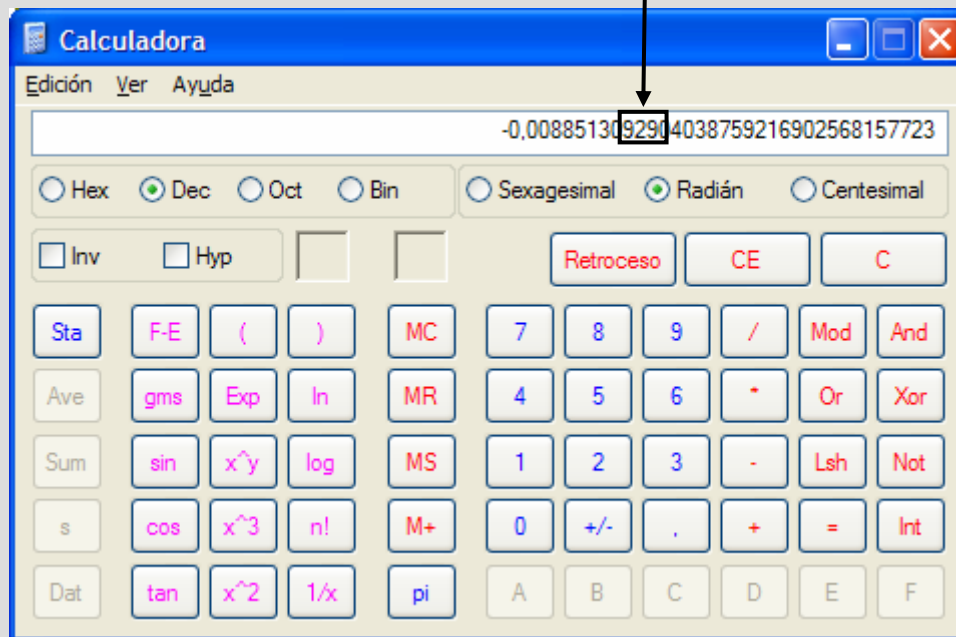 Calculadora
Edición Ver Ayuda
-0,0088513092904038759216902568157723
Hex Dec Oct Bin Sexagesimal Radián Centesimal
Inv Hyp Retroceso CE C
Sta F-E ( ) MC 7 8 9 / Mod And
Ave gms Exp ln MR 4 5 6 * Or Xor
Sum sin x^y log MS 1 2 3 - Lsh Not
s cos x^3 n! M+ 0 +/- , + = Int
Dat tan x^2 1/x pi A B C D E F